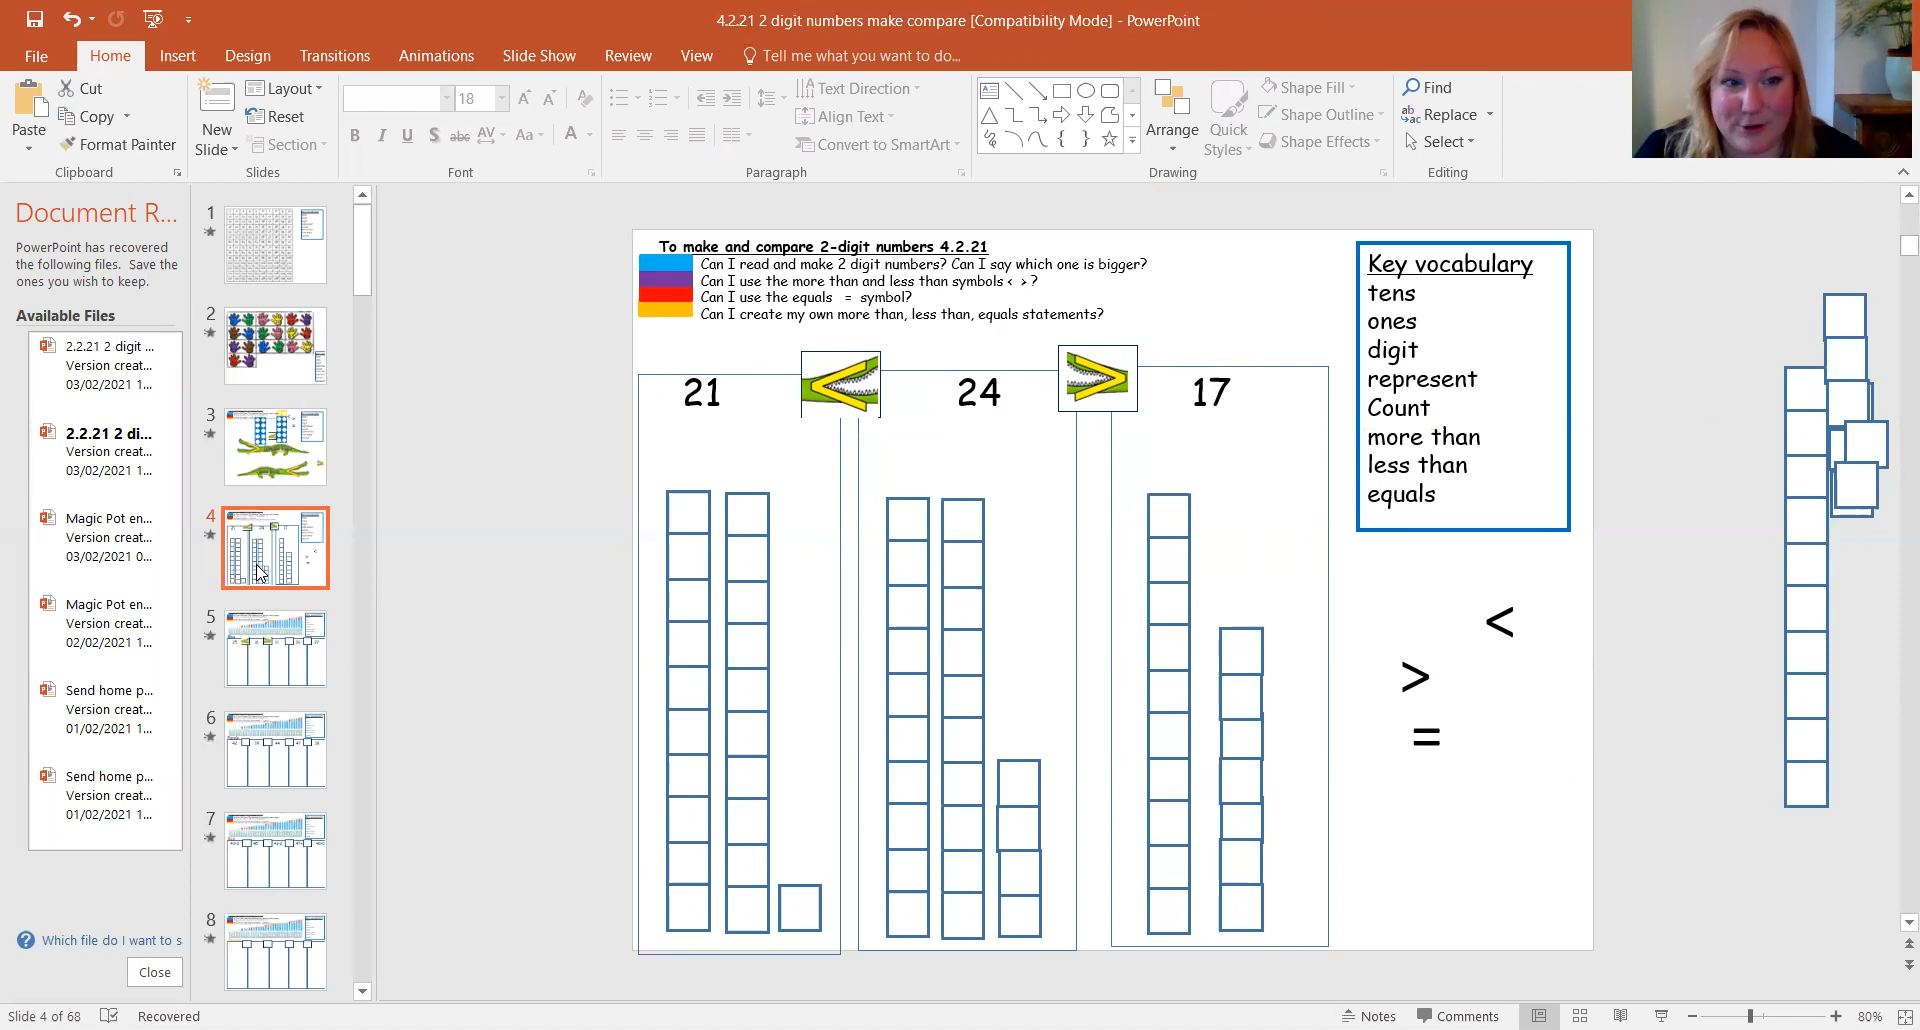 4.2.21 2 digit numbers make compare [Compatibility Mode] - PowerPoint
File Home Insert Design Transitions Animations Slide Show Review View Tell me what you want to do...
Paste
Cut
Copy
Format Painter
Clipboard
New
Slide
Layout
Reset
Section
Slides
18
B I U S abc AV Aa A
Font
Text Direction
Align Text
Convert to SmartArt
Paragraph
Arrange
Quick
Styles
Shape Fill
Shape Outline
Shape Effects
Drawing
Find
Replace
Select
Editing
Document R...
PowerPoint has recovered
the following files. Save the
ones you wish to keep.
Available Files
2.2.21 2 digit ...
Version creat...
03/02/2021 1...
2.2.21 2 di...
Version creat...
03/02/2021 1...
Magic Pot en...
Version creat...
03/02/2021 0...
Magic Pot en...
Version creat...
02/02/2021 1...
Send home p...
Version creat...
01/02/2021 1...
Send home p...
Version creat...
01/02/2021 1...
Which file do I want to s
Close
1
2
3
4
5
6
7
8
To make and compare 2-digit numbers 4.2.21
Can I read and make 2 digit numbers? Can I say which one is bigger?
Can I use the more than and less than symbols < > ?
Can I use the equals = symbol?
Can I create my own more than, less than, equals statements?
21 24 17
Key vocabulary
tens
ones
digit
represent
Count
more than
less than
equals
<
>
=
Slide 4 of 68 Recovered Notes Comments 80%